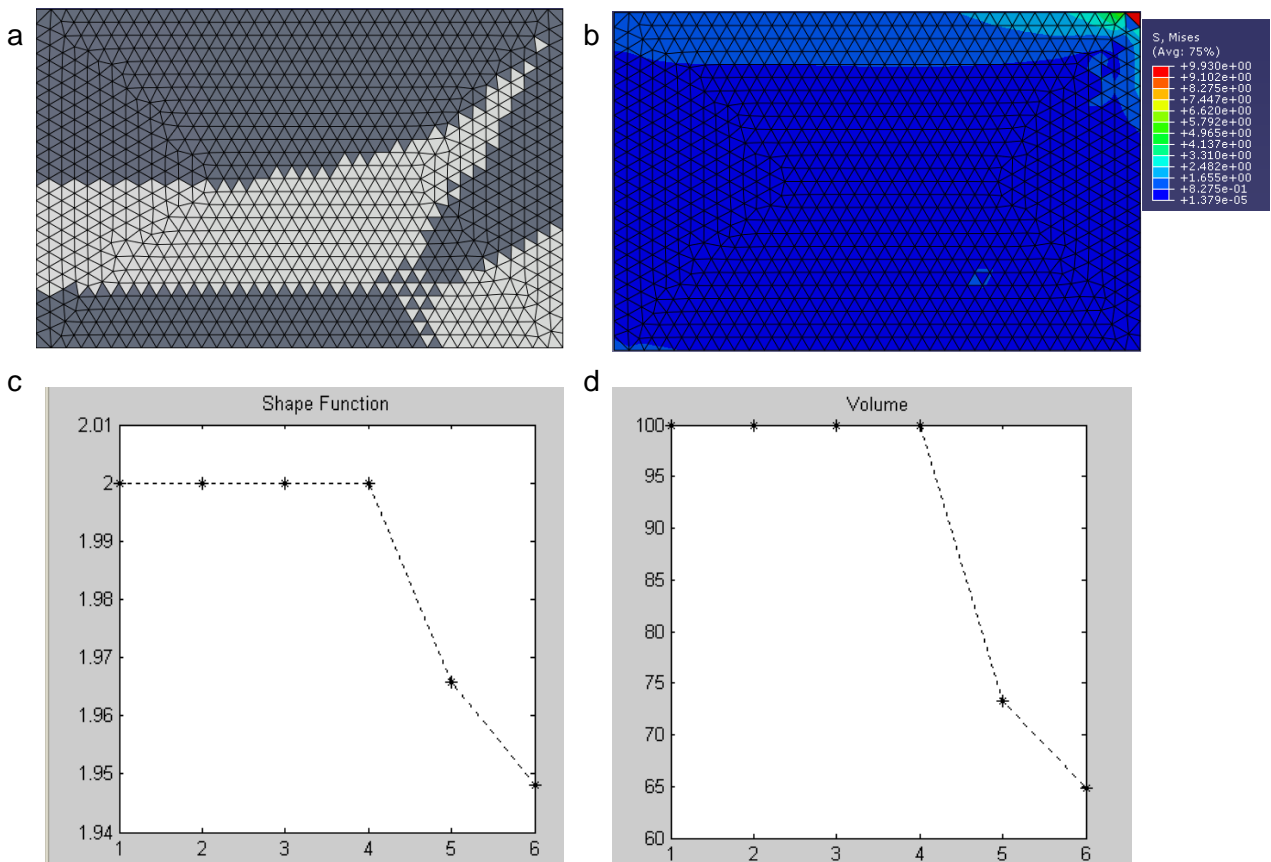 a
b
S, Mises
(Avg: 75%)
+9.930e+00
+9.102e+00
+8.275e+00
+7.447e+00
+6.620e+00
+5.792e+00
+4.965e+00
+4.137e+00
+3.310e+00
+2.482e+00
+1.655e+00
+8.275e-01
+1.379e-05
c
Shape Function
2.01
2
1.99
1.98
1.97
1.96
1.95
1.94
1 2 3 4 5 6
d
Volume
100
95
90
85
80
75
70
65
60
1 2 3 4 5 6